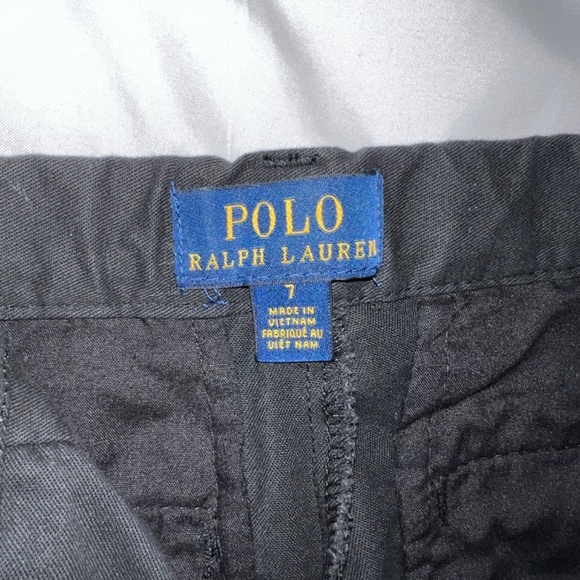 POLO
RALPH LAUREN
7
MADE IN
VIETNAM
FABRIQUÉ AU
VIÊT NAM